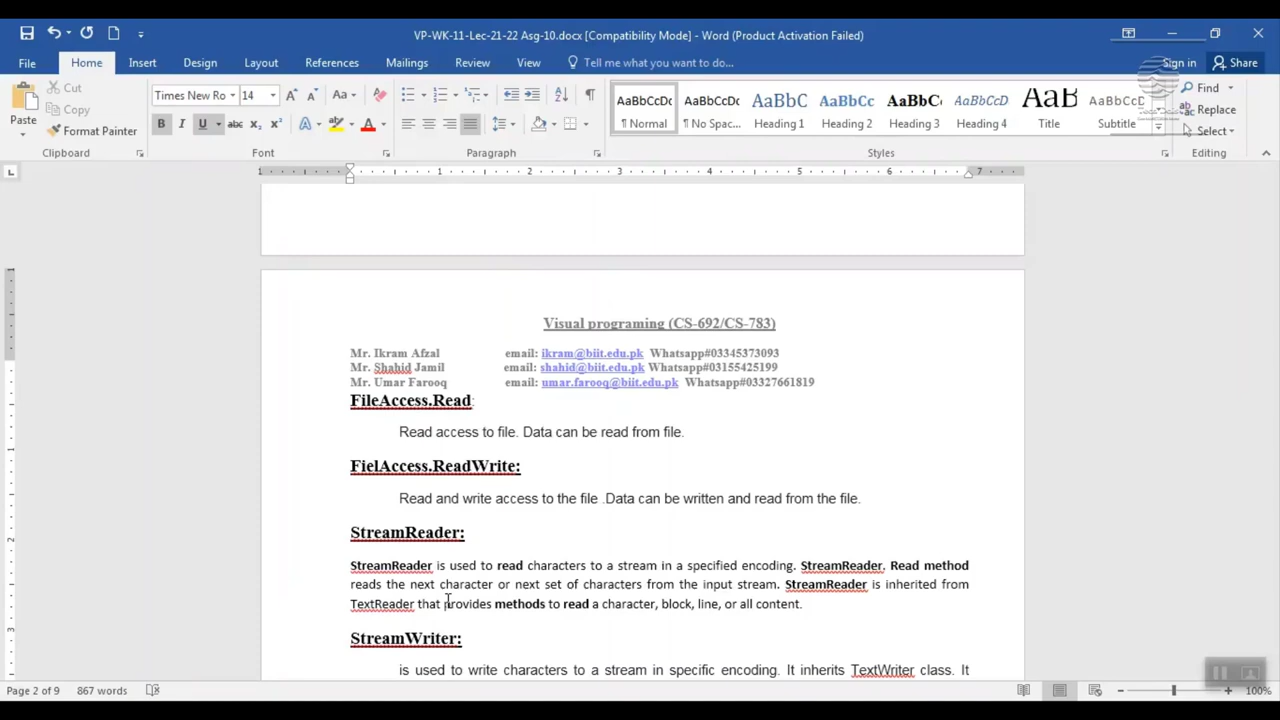 VP-WK-11-Lec-21-22 Asg-10.docx [Compatibility Mode] - Word (Product Activation Failed)
File Home Insert Design Layout References Mailings Review View Tell me what you want to do... Sign in Share
Paste Cut Copy Format Painter
Clipboard
Times New Ro 14
Font
Paragraph
AaBbCcDc AaBbCcDc AaBbC AaBbCc AaBbC AaBbCcD AaB AaBbCcD
¶ Normal ¶ No Spac... Heading 1 Heading 2 Heading 3 Heading 4 Title Subtitle
Styles
Find
Replace
Select
Editing
1 1 2 3 4 5 6 7
Visual programing (CS-692/CS-783)
Mr. Ikram Afzal email: ikram@biit.edu.pk Whatsapp#03345373093
Mr. Shahid Jamil email: shahid@biit.edu.pk Whatsapp#03155425199
Mr. Umar Farooq email: umar.farooq@biit.edu.pk Whatsapp#03327661819
FileAccess.Read:
Read access to file. Data can be read from file.
FielAccess.ReadWrite:
Read and write access to the file .Data can be written and read from the file.
StreamReader:
StreamReader is used to read characters to a stream in a specified encoding. StreamReader. Read method
reads the next character or next set of characters from the input stream. StreamReader is inherited from
TextReader that provides methods to read a character, block, line, or all content.
StreamWriter:
is used to write characters to a stream in specific encoding. It inherits TextWriter class. It
Page 2 of 9 867 words 100%